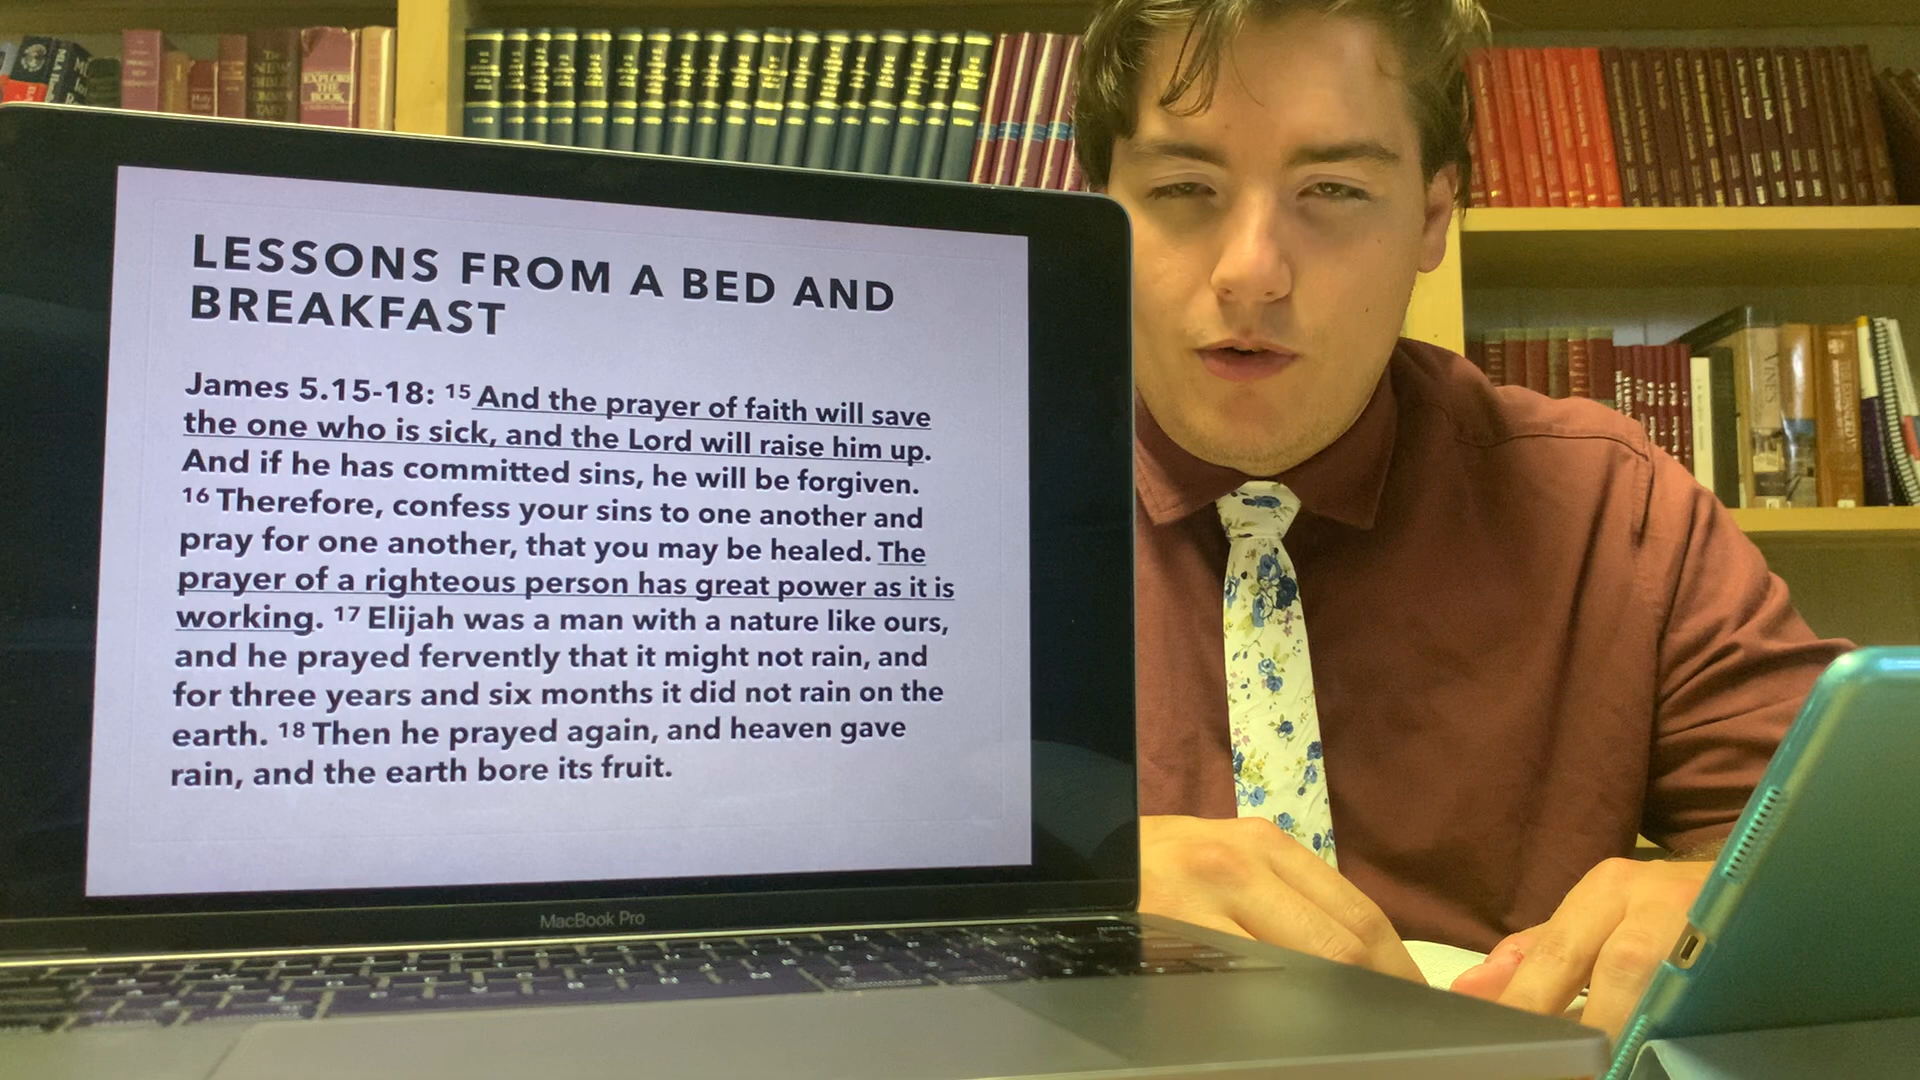 EXPLORE
THE
BOOK
Holy
LESSONS FROM A BED AND
BREAKFAST
James 5.15-18: 15 And the prayer of faith will save
the one who is sick, and the Lord will raise him up.
And if he has committed sins, he will be forgiven.
16 Therefore, confess your sins to one another and
pray for one another, that you may be healed. The
prayer of a righteous person has great power as it is
working. 17 Elijah was a man with a nature like ours,
and he prayed fervently that it might not rain, and
for three years and six months it did not rain on the
earth. 18 Then he prayed again, and heaven gave
rain, and the earth bore its fruit.
MacBook Pro
VINE'S